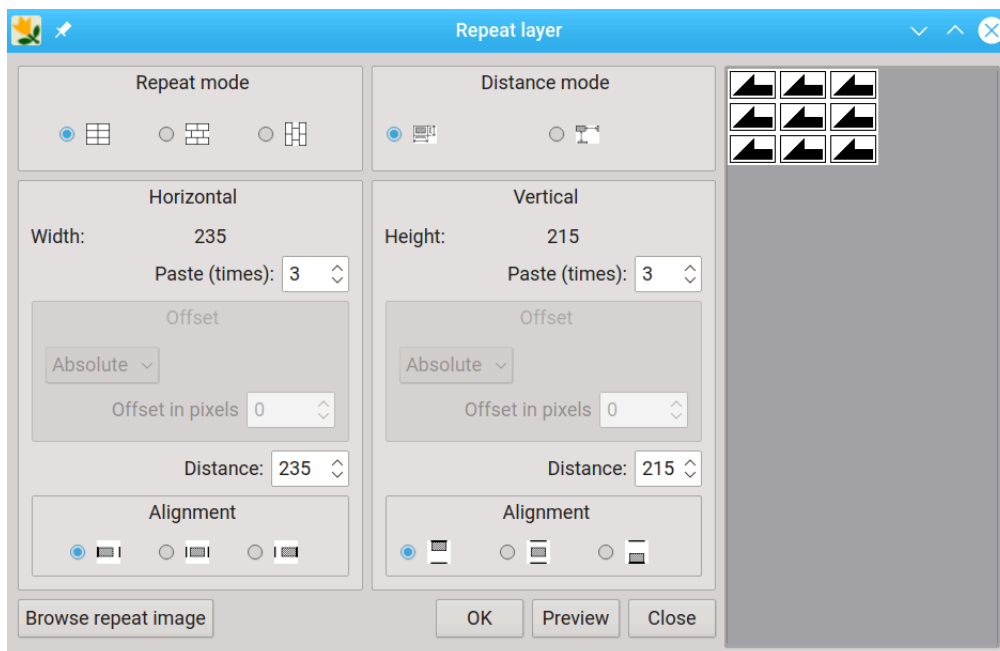 Repeat layer
Repeat mode
Distance mode
Horizontal
Width: 235
Paste (times): 3
Offset
Absolute
Offset in pixels 0
Distance: 235
Alignment
Vertical
Height: 215
Paste (times): 3
Offset
Absolute
Offset in pixels 0
Distance: 215
Alignment
Browse repeat image
OK
Preview
Close